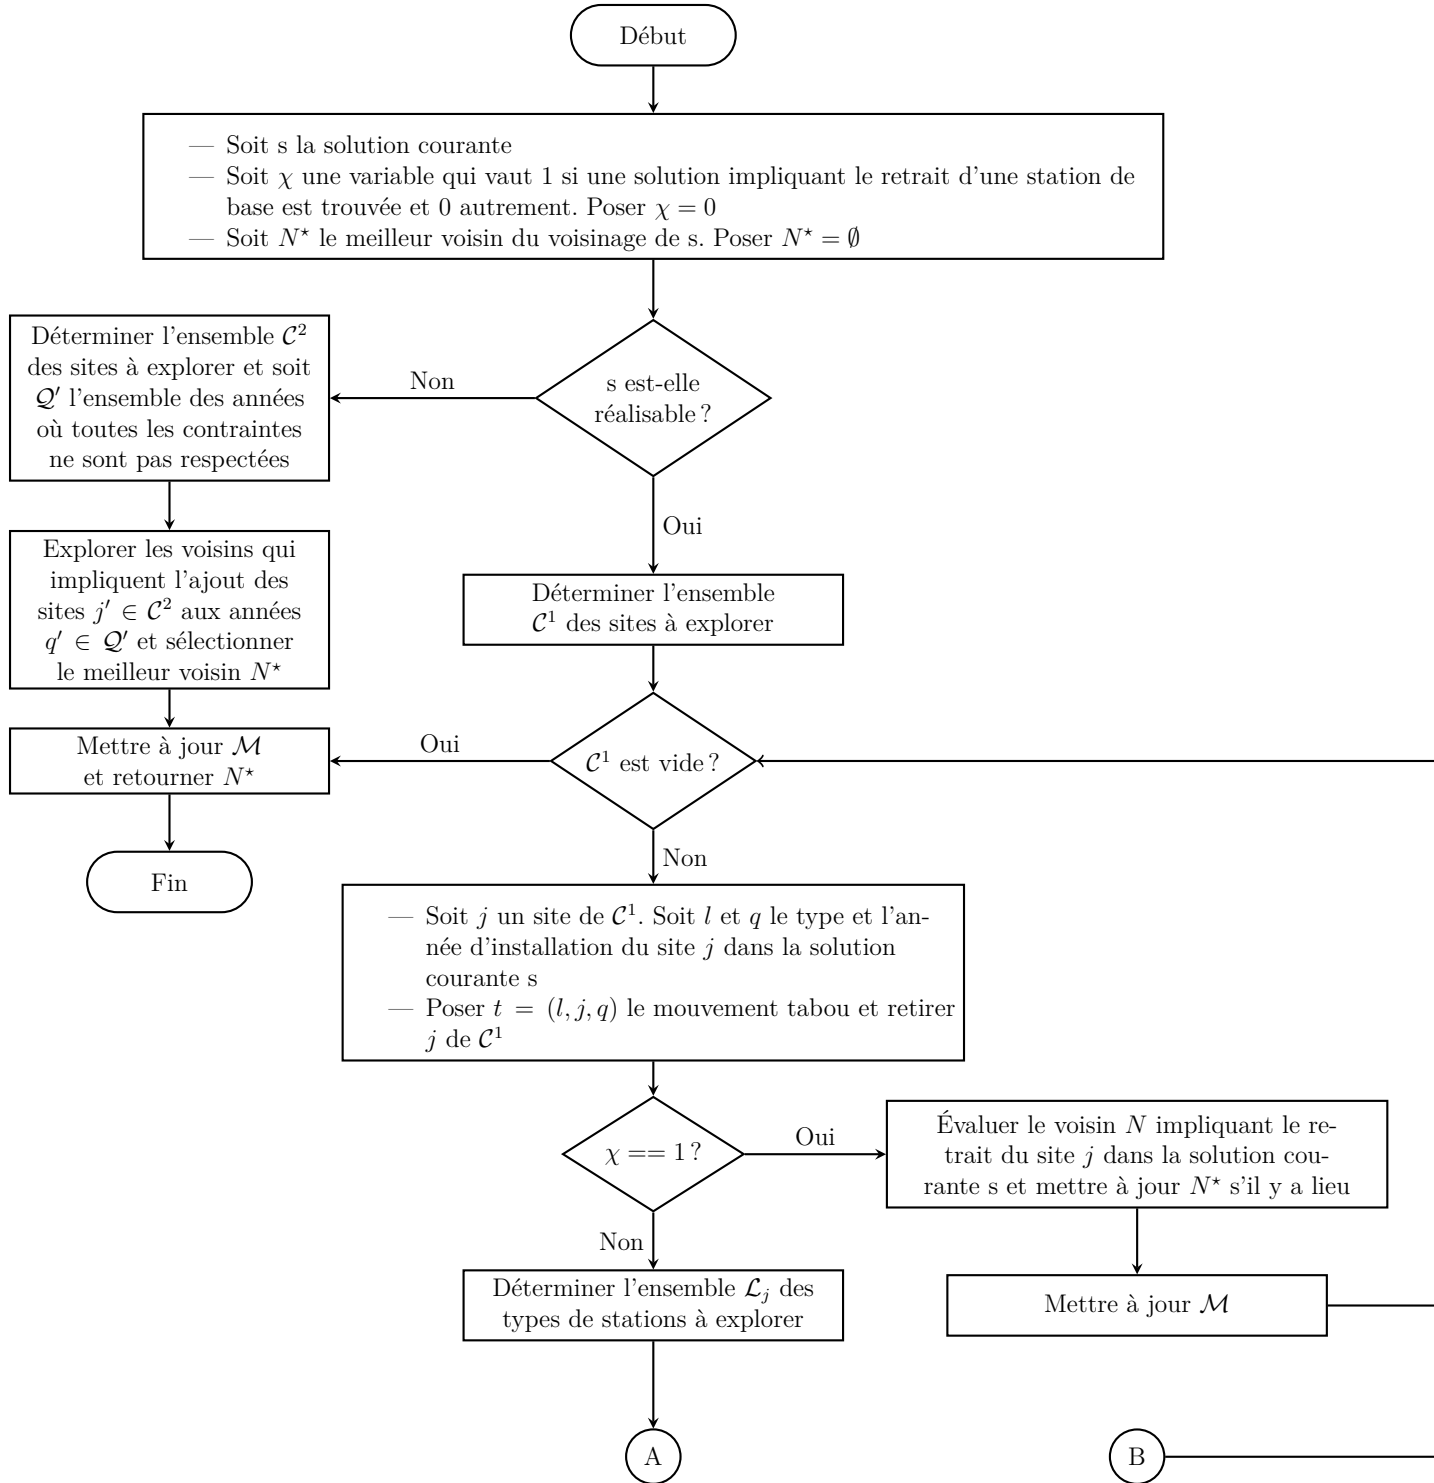 Début
— Soit s la solution courante
— Soit χ une variable qui vaut 1 si une solution impliquant le retrait d'une station de
base est trouvée et 0 autrement. Poser χ = 0
— Soit N⋆ le meilleur voisin du voisinage de s. Poser N⋆ = ∅
Déterminer l'ensemble 𝒞²
des sites à explorer et soit
𝒬′ l'ensemble des années
où toutes les contraintes
ne sont pas respectées
Non
s est-elle
réalisable ?
Oui
Explorer les voisins qui
impliquent l'ajout des
sites j′ ∈ 𝒞² aux années
q′ ∈ 𝒬′ et sélectionner
le meilleur voisin N⋆
Déterminer l'ensemble
𝒞¹ des sites à explorer
Mettre à jour ℳ
et retourner N⋆
Oui
𝒞¹ est vide ?
Non
Fin
— Soit j un site de 𝒞¹. Soit l et q le type et l'an-
née d'installation du site j dans la solution
courante s
— Poser t = (l, j, q) le mouvement tabou et retirer
j de 𝒞¹
χ == 1 ?
Oui
Évaluer le voisin N impliquant le re-
trait du site j dans la solution cou-
rante s et mettre à jour N⋆ s'il y a lieu
Non
Déterminer l'ensemble ℒⱼ des
types de stations à explorer
Mettre à jour ℳ
A
B